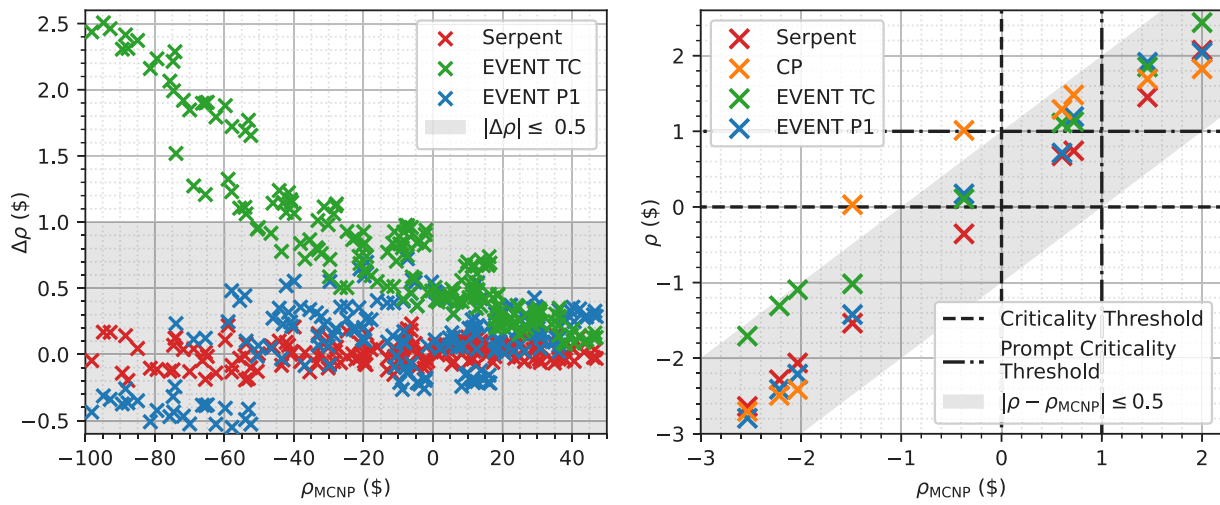 2.5
2.0
1.5
1.0
0.5
0.0
−0.5
−100
−80
−60
−40
−20
0
20
40
Δρ ($)
ρMCNP ($)
Serpent
EVENT TC
EVENT P1
|Δρ| ≤ 0.5
2
1
0
−1
−2
−3
−3
−2
−1
0
1
2
ρ ($)
ρMCNP ($)
Serpent
CP
EVENT TC
EVENT P1
Criticality Threshold
Prompt Criticality
Threshold
|ρ − ρMCNP| ≤ 0.5